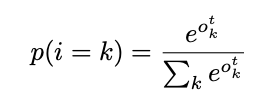 p(i = k) = \frac{e^{o_k^t}}{\sum_k e^{o_k^t}}